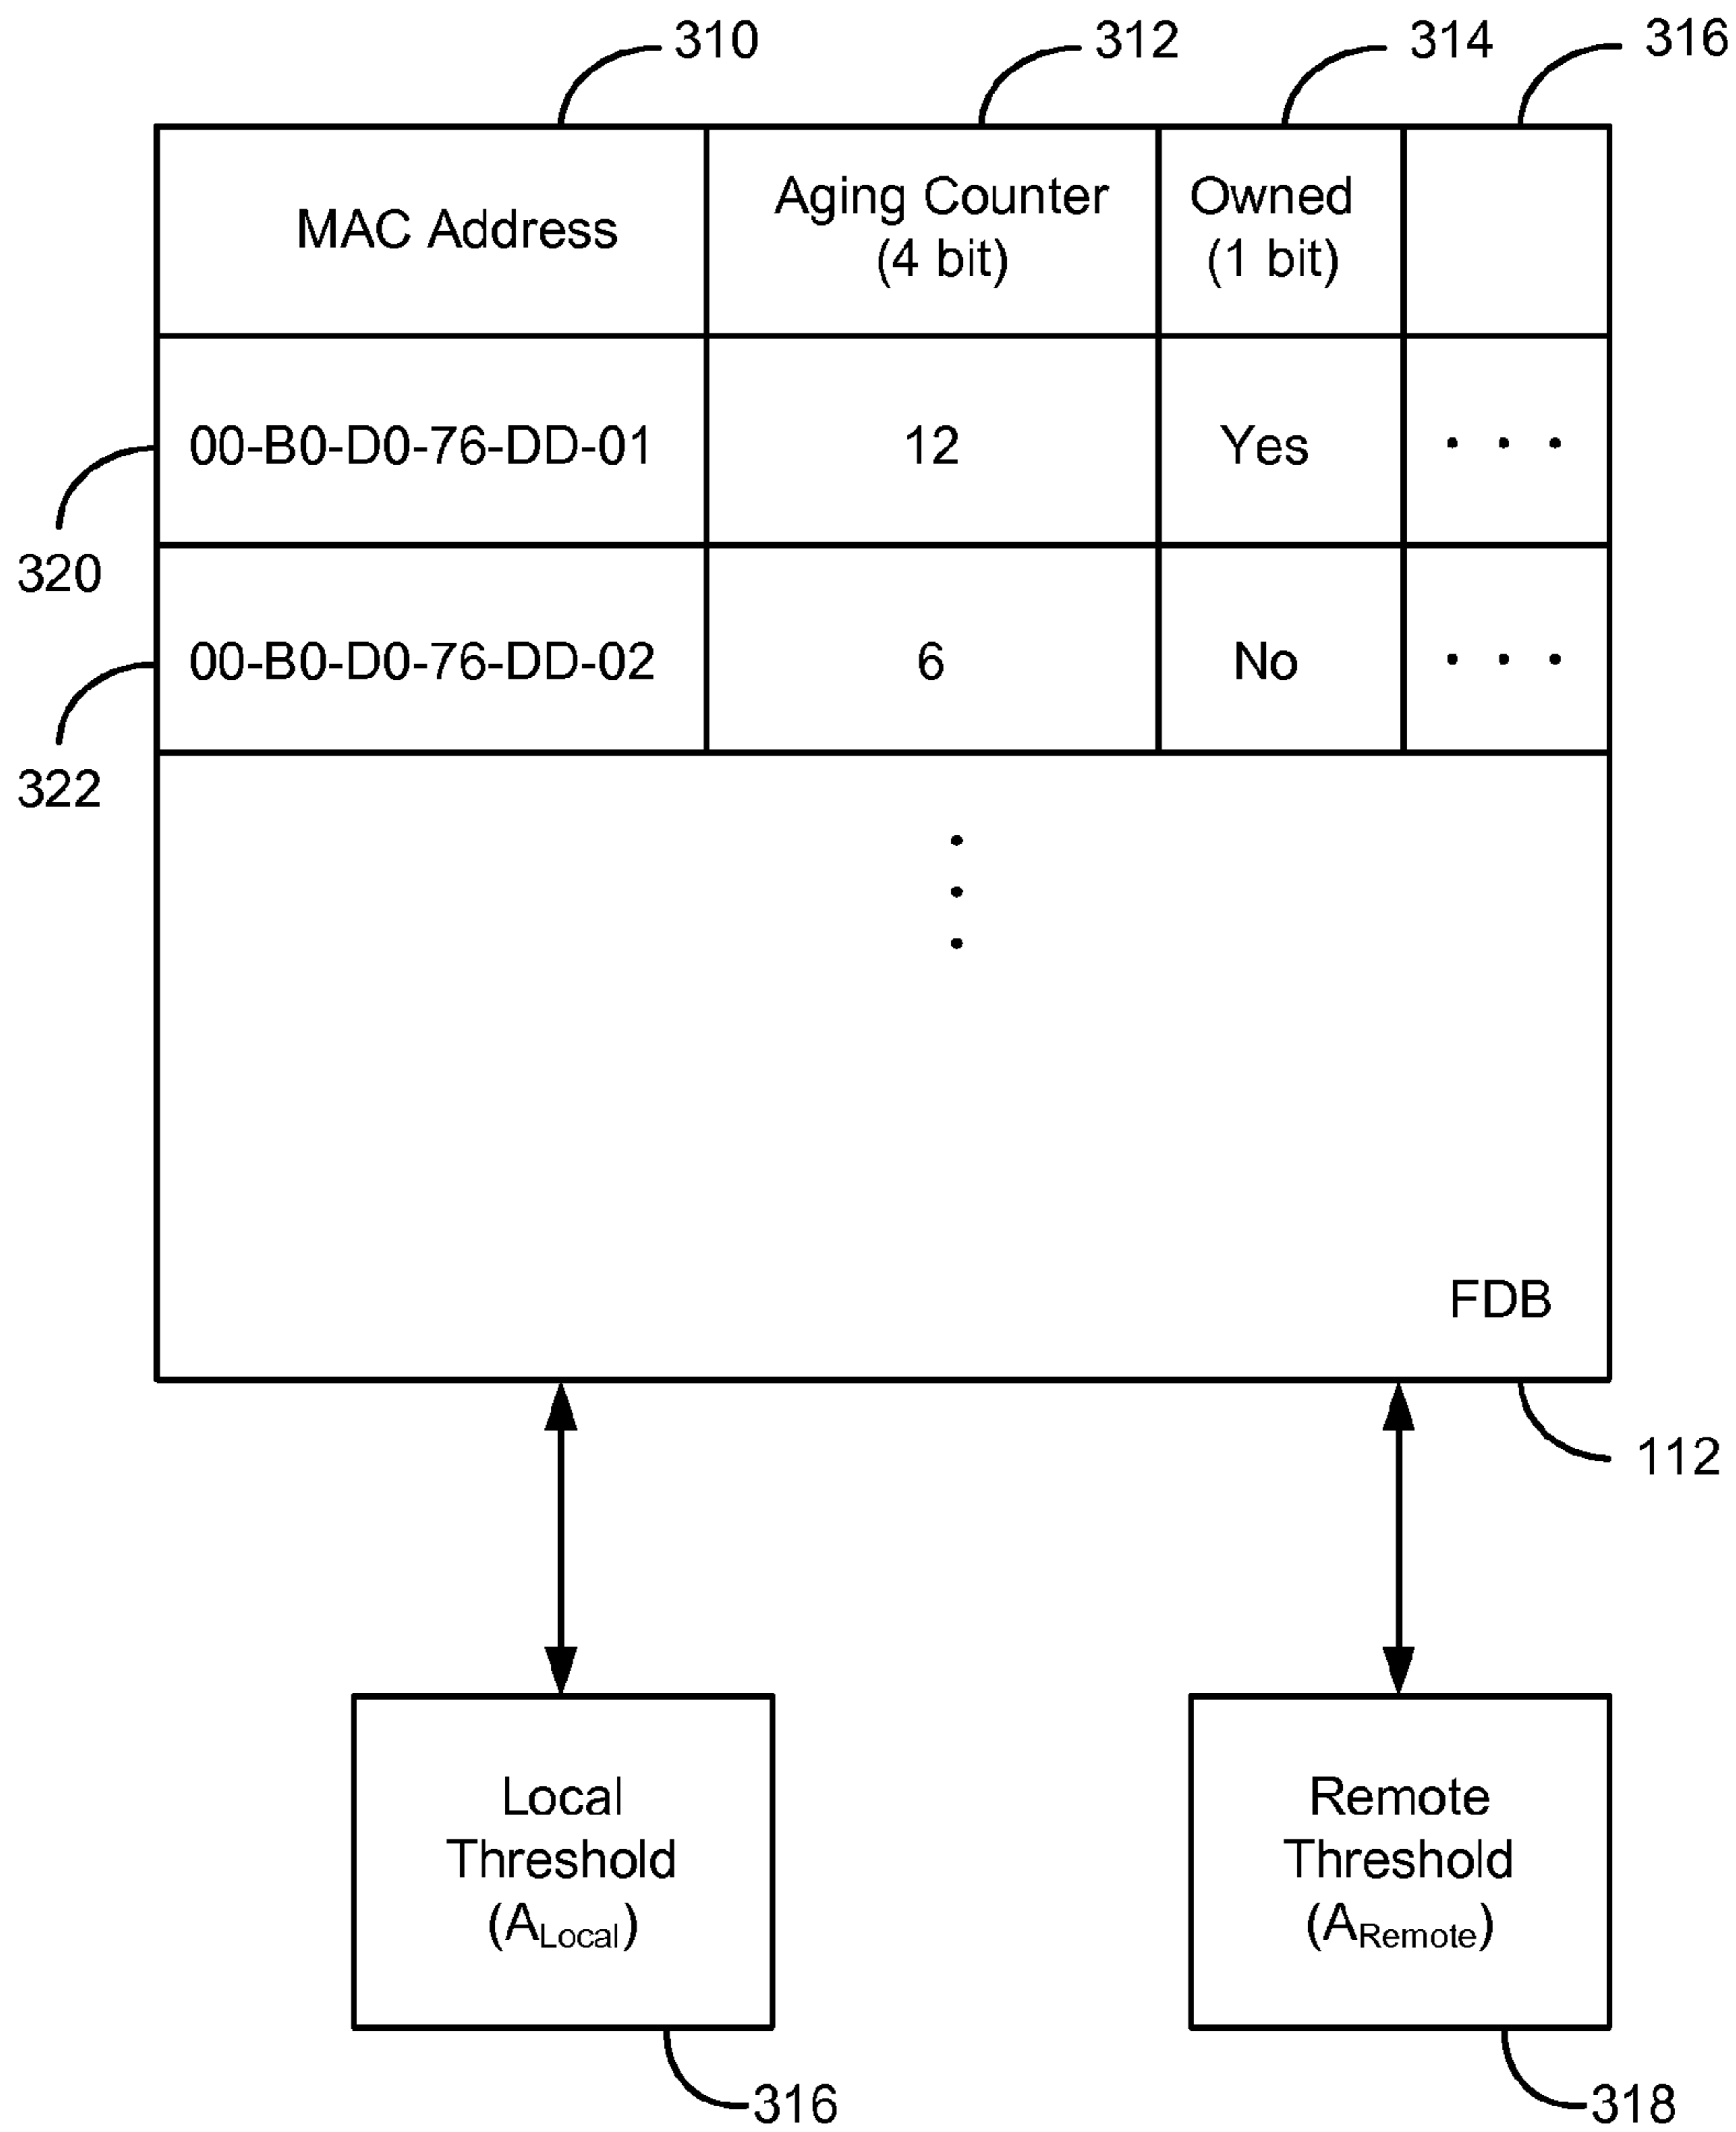 310
312
314
316
MAC Address
Aging Counter
(4 bit)
Owned
(1 bit)
00-B0-D0-76-DD-01
12
Yes
. . .
320
00-B0-D0-76-DD-02
6
No
. . .
322
FDB
112
Local
Threshold
(ALocal)
Remote
Threshold
(ARemote)
316
318